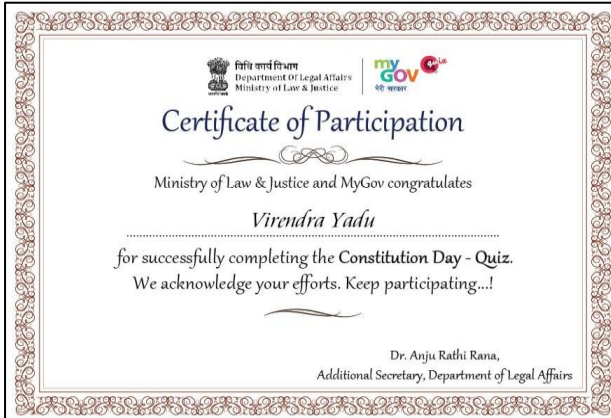 विधि कार्य विभाग
Department Of Legal Affairs
Ministry of Law & Justice
my
GOV
मेरी सरकार
Quiz
Certificate of Participation
Ministry of Law & Justice and MyGov congratulates
Virendra Yadu
for successfully completing the Constitution Day - Quiz.
We acknowledge your efforts. Keep participating...!
Dr. Anju Rathi Rana,
Additional Secretary, Department of Legal Affairs